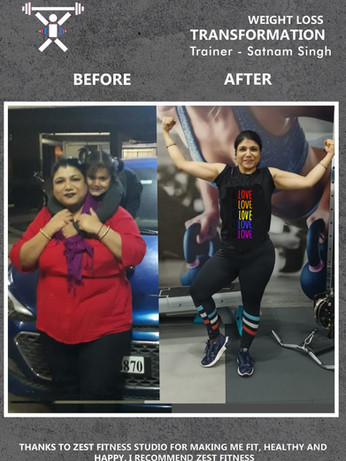 WEIGHT LOSS
TRANSFORMATION
Trainer - Satnam Singh
BEFORE
AFTER
LOVE
LOVE
LOVE
LOVE
LOVE
870
THANKS TO ZEST FITNESS STUDIO FOR MAKING ME FIT, HEALTHY AND
HAPPY. I RECOMMEND ZEST FITNESS